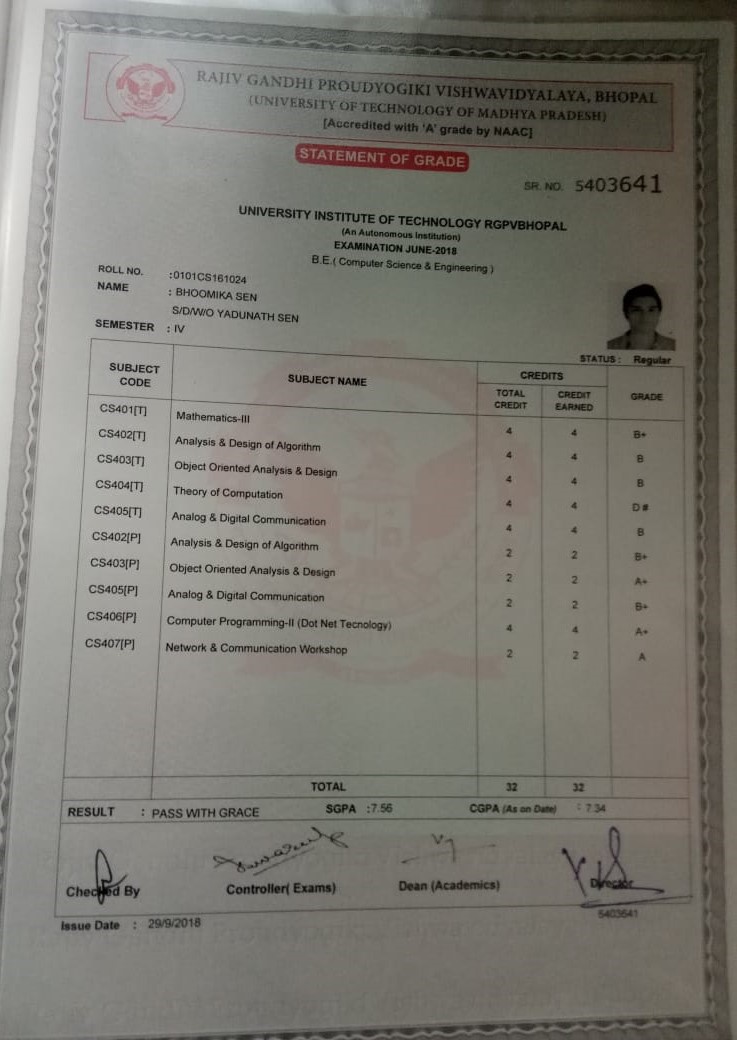 RAJIV GANDHI PROUDYOGIKI VISHWAVIDYALAYA, BHOPAL
(UNIVERSITY OF TECHNOLOGY OF MADHYA PRADESH)
[Accredited with 'A' grade by NAAC]
STATEMENT OF GRADE
SR. NO. 5403641
UNIVERSITY INSTITUTE OF TECHNOLOGY RGPVBHOPAL
(An Autonomous Institution)
EXAMINATION JUNE-2018
B.E.( Computer Science & Engineering )
ROLL NO. :0101CS161024
NAME : BHOOMIKA SEN
S/D/W/O YADUNATH SEN
SEMESTER : IV
STATUS : Regular
SUBJECT CODE SUBJECT NAME CREDITS GRADE
TOTAL CREDIT CREDIT EARNED
CS401[T] Mathematics-III 4 4 B+
CS402[T] Analysis & Design of Algorithm 4 4 B
CS403[T] Object Oriented Analysis & Design 4 4 B
CS404[T] Theory of Computation 4 4 D #
CS405[T] Analog & Digital Communication 4 4 B
CS402[P] Analysis & Design of Algorithm 2 2 B+
CS403[P] Object Oriented Analysis & Design 2 2 A+
CS405[P] Analog & Digital Communication 2 2 B+
CS406[P] Computer Programming-II (Dot Net Tecnology) 4 4 A+
CS407[P] Network & Communication Workshop 2 2 A
TOTAL 32 32
RESULT : PASS WITH GRACE SGPA :7.56 CGPA (As on Date) : 7.34
Checked By Controller( Exams) Dean (Academics) Director
5403641
Issue Date : 29/9/2018